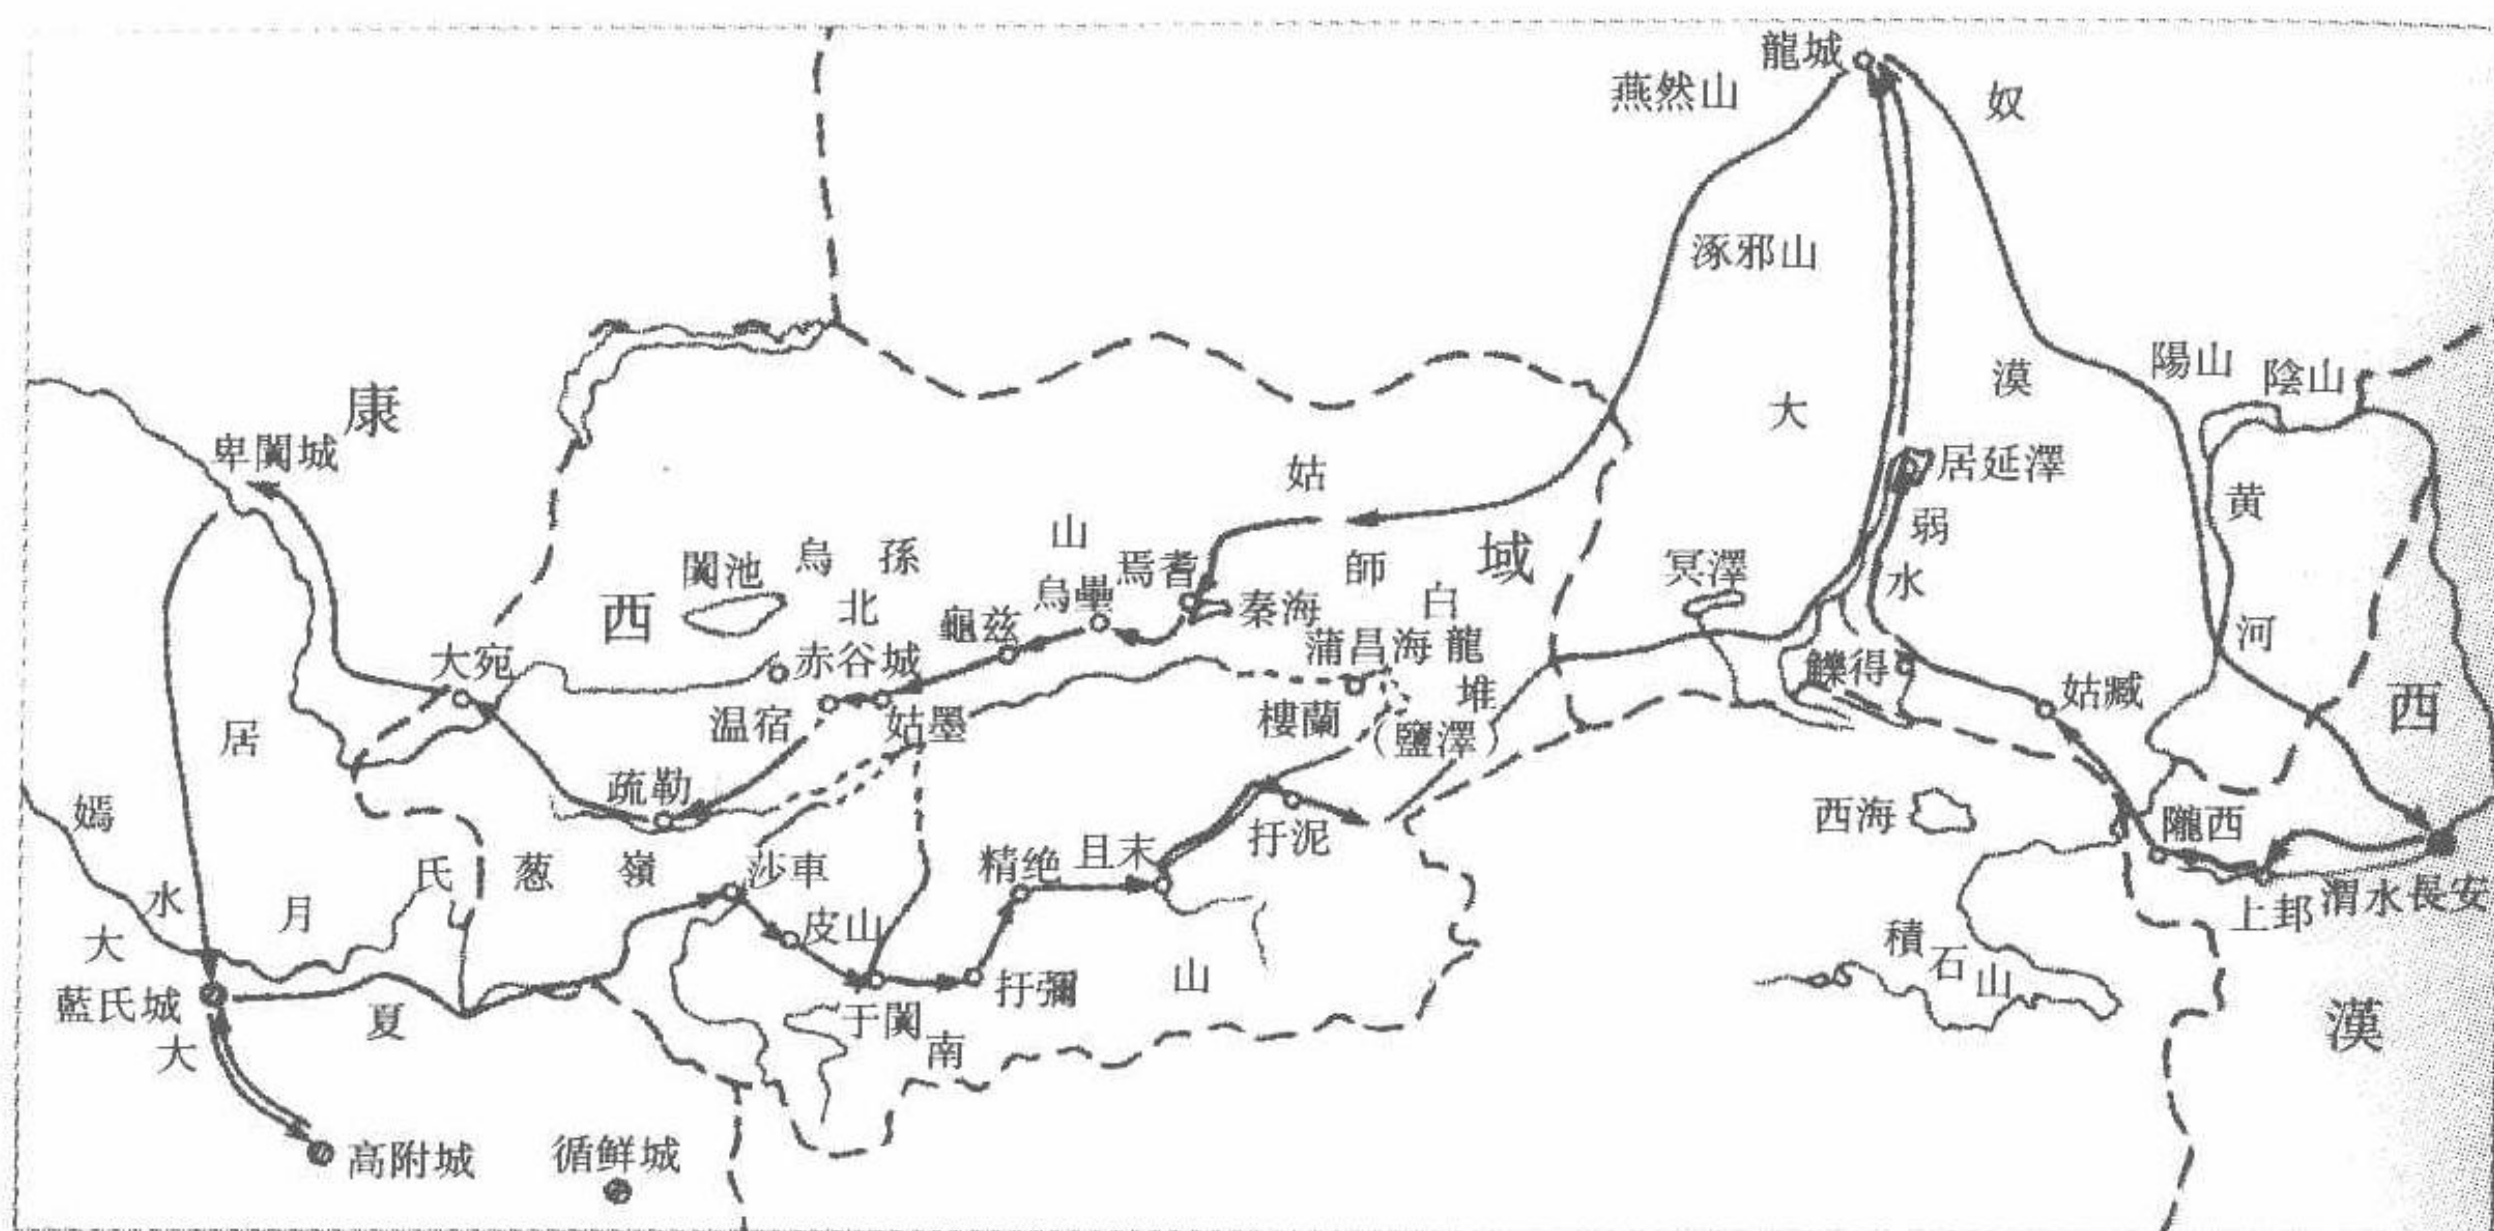 龍城
燕然山
奴
涿邪山
大
漠
陽山
陰山
康
卑闐城
居延澤
姑
師
黄
河
弱
水
山
域
西
闐池
烏
孫
北
焉耆
烏壘
秦海
冥澤
白
龍
堆
蒲昌海
龜兹
大宛
赤谷城
觻得
姑臧
温宿
姑墨
樓蘭
(鹽澤)
西
居
疏勒
嬀
水
西海
隴西
扜泥
且末
精绝
莎車
葱
嶺
氏
月
大
皮山
上邽
渭水
長安
積
石
山
藍氏城
大
夏
于闐
扜彌
山
南
漢
高附城
循鲜城